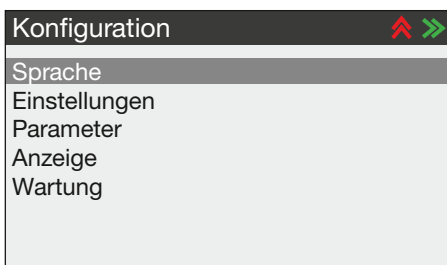 Konfiguration
Sprache
Einstellungen
Parameter
Anzeige
Wartung